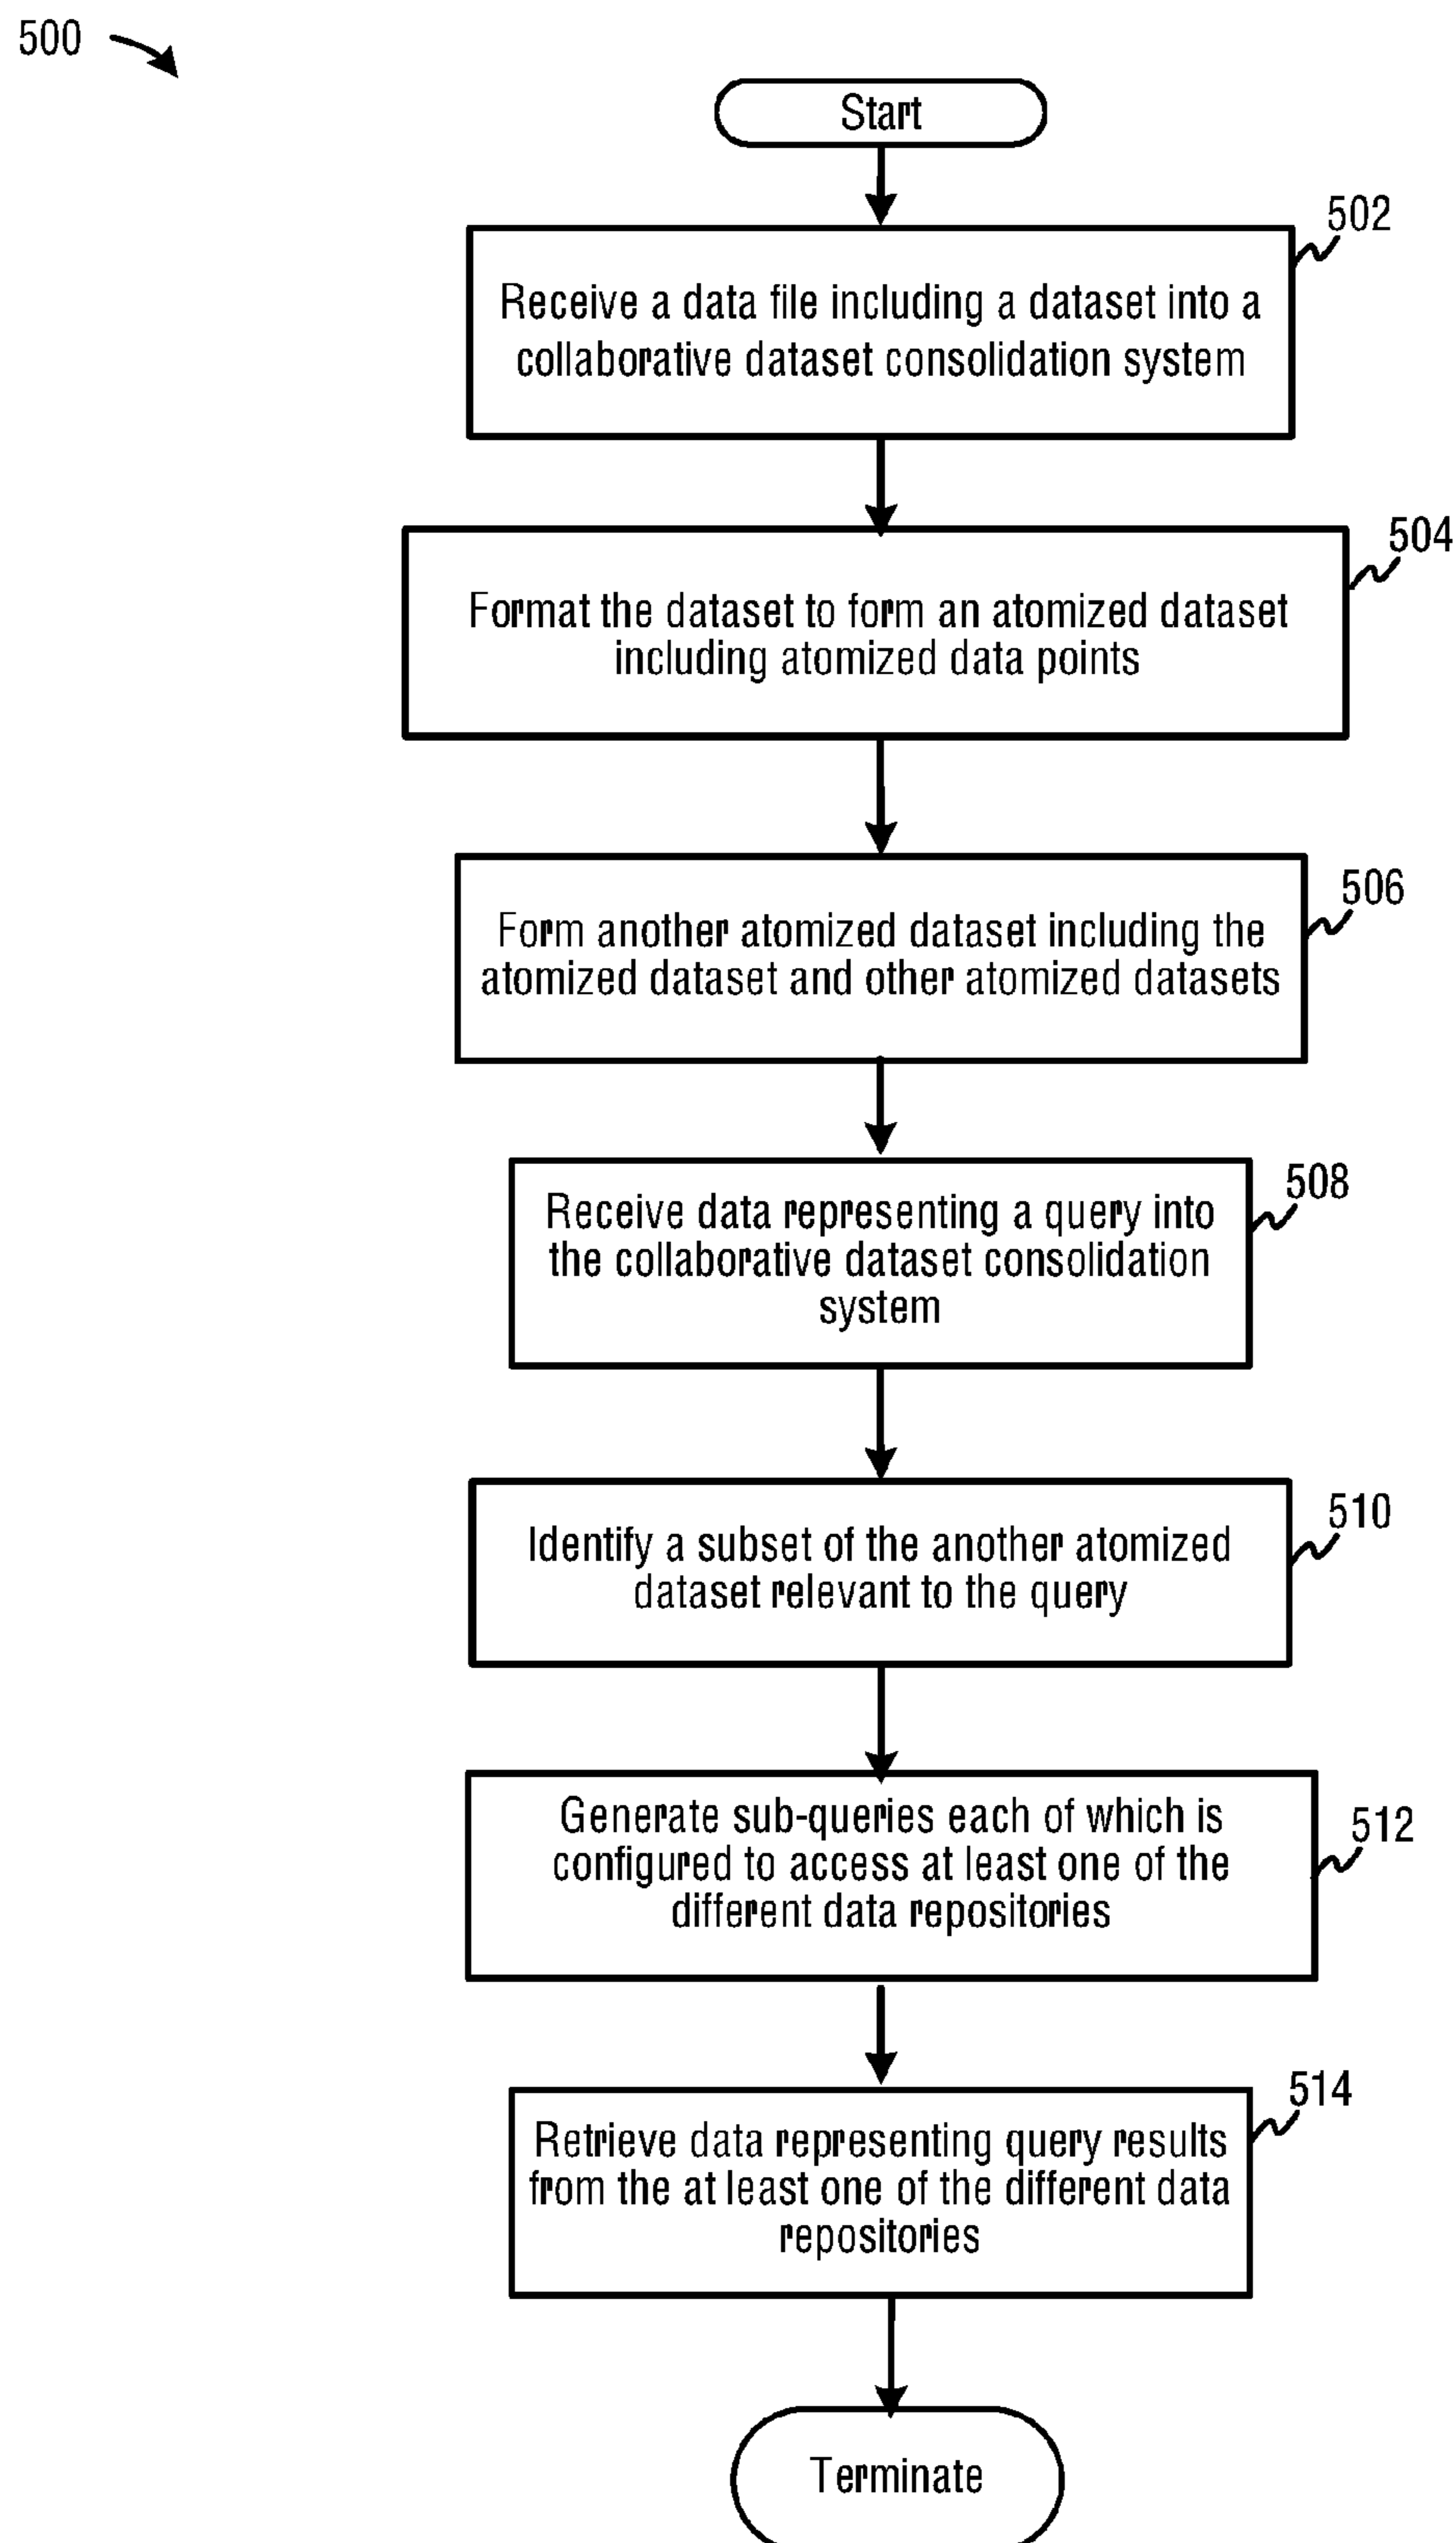 500
Start
502
Receive a data file including a dataset into a
collaborative dataset consolidation system
504
Format the dataset to form an atomized dataset
including atomized data points
506
Form another atomized dataset including the
atomized dataset and other atomized datasets
508
Receive data representing a query into
the collaborative dataset consolidation
system
510
Identify a subset of the another atomized
dataset relevant to the query
512
Generate sub-queries each of which is
configured to access at least one of the
different data repositories
514
Retrieve data representing query results
from the at least one of the different data
repositories
Terminate